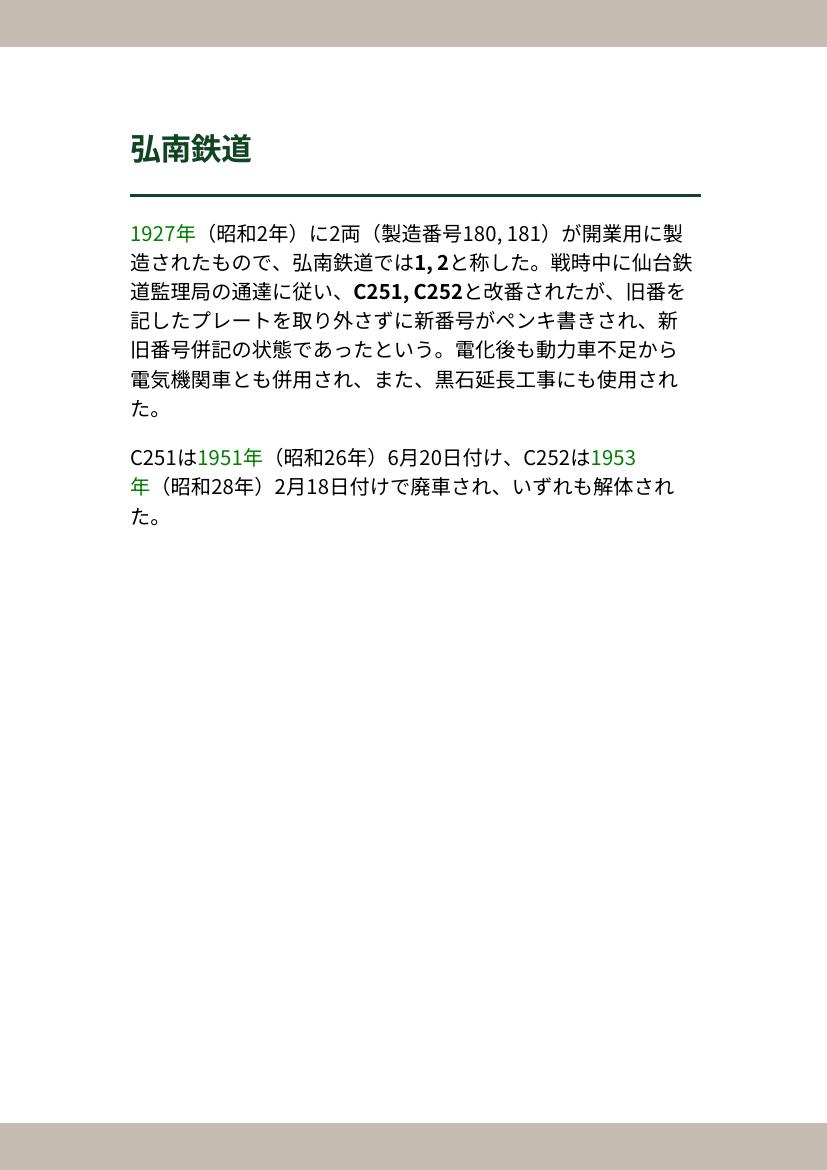 弘南鉄道
1927年（昭和2年）に2両（製造番号180, 181）が開業用に製
造されたもので、弘南鉄道では1, 2と称した。戦時中に仙台鉄
道監理局の通達に従い、C251, C252と改番されたが、旧番を
記したプレートを取り外さずに新番号がペンキ書きされ、新
旧番号併記の状態であったという。電化後も動力車不足から
電気機関車とも併用され、また、黒石延長工事にも使用され
た。
C251は1951年（昭和26年）6月20日付け、C252は1953
年（昭和28年）2月18日付けで廃車され、いずれも解体され
た。